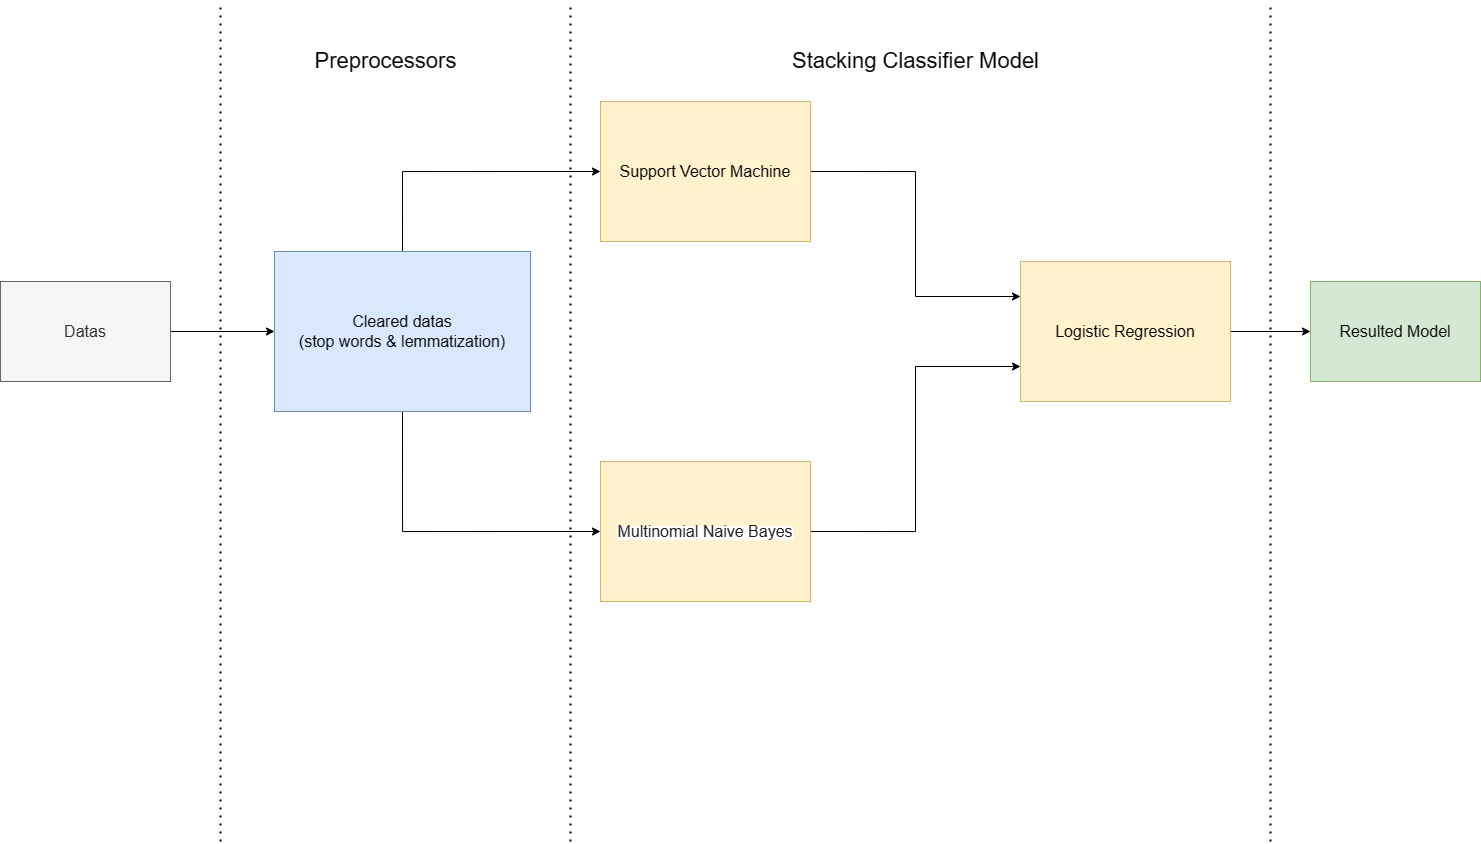 Preprocessors
Stacking Classifier Model
Support Vector Machine
Datas
Cleared datas
(stop words & lemmatization)
Logistic Regression
Resulted Model
Multinomial Naive Bayes